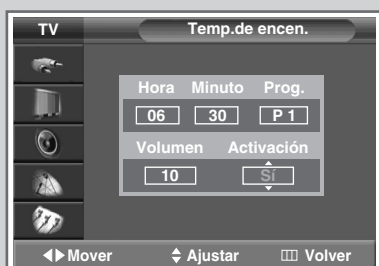 TV
Temp.de encen.
Hora Minuto Prog.
06 30 P 1
Volumen Activación
10 Sí
Mover Ajustar Volver